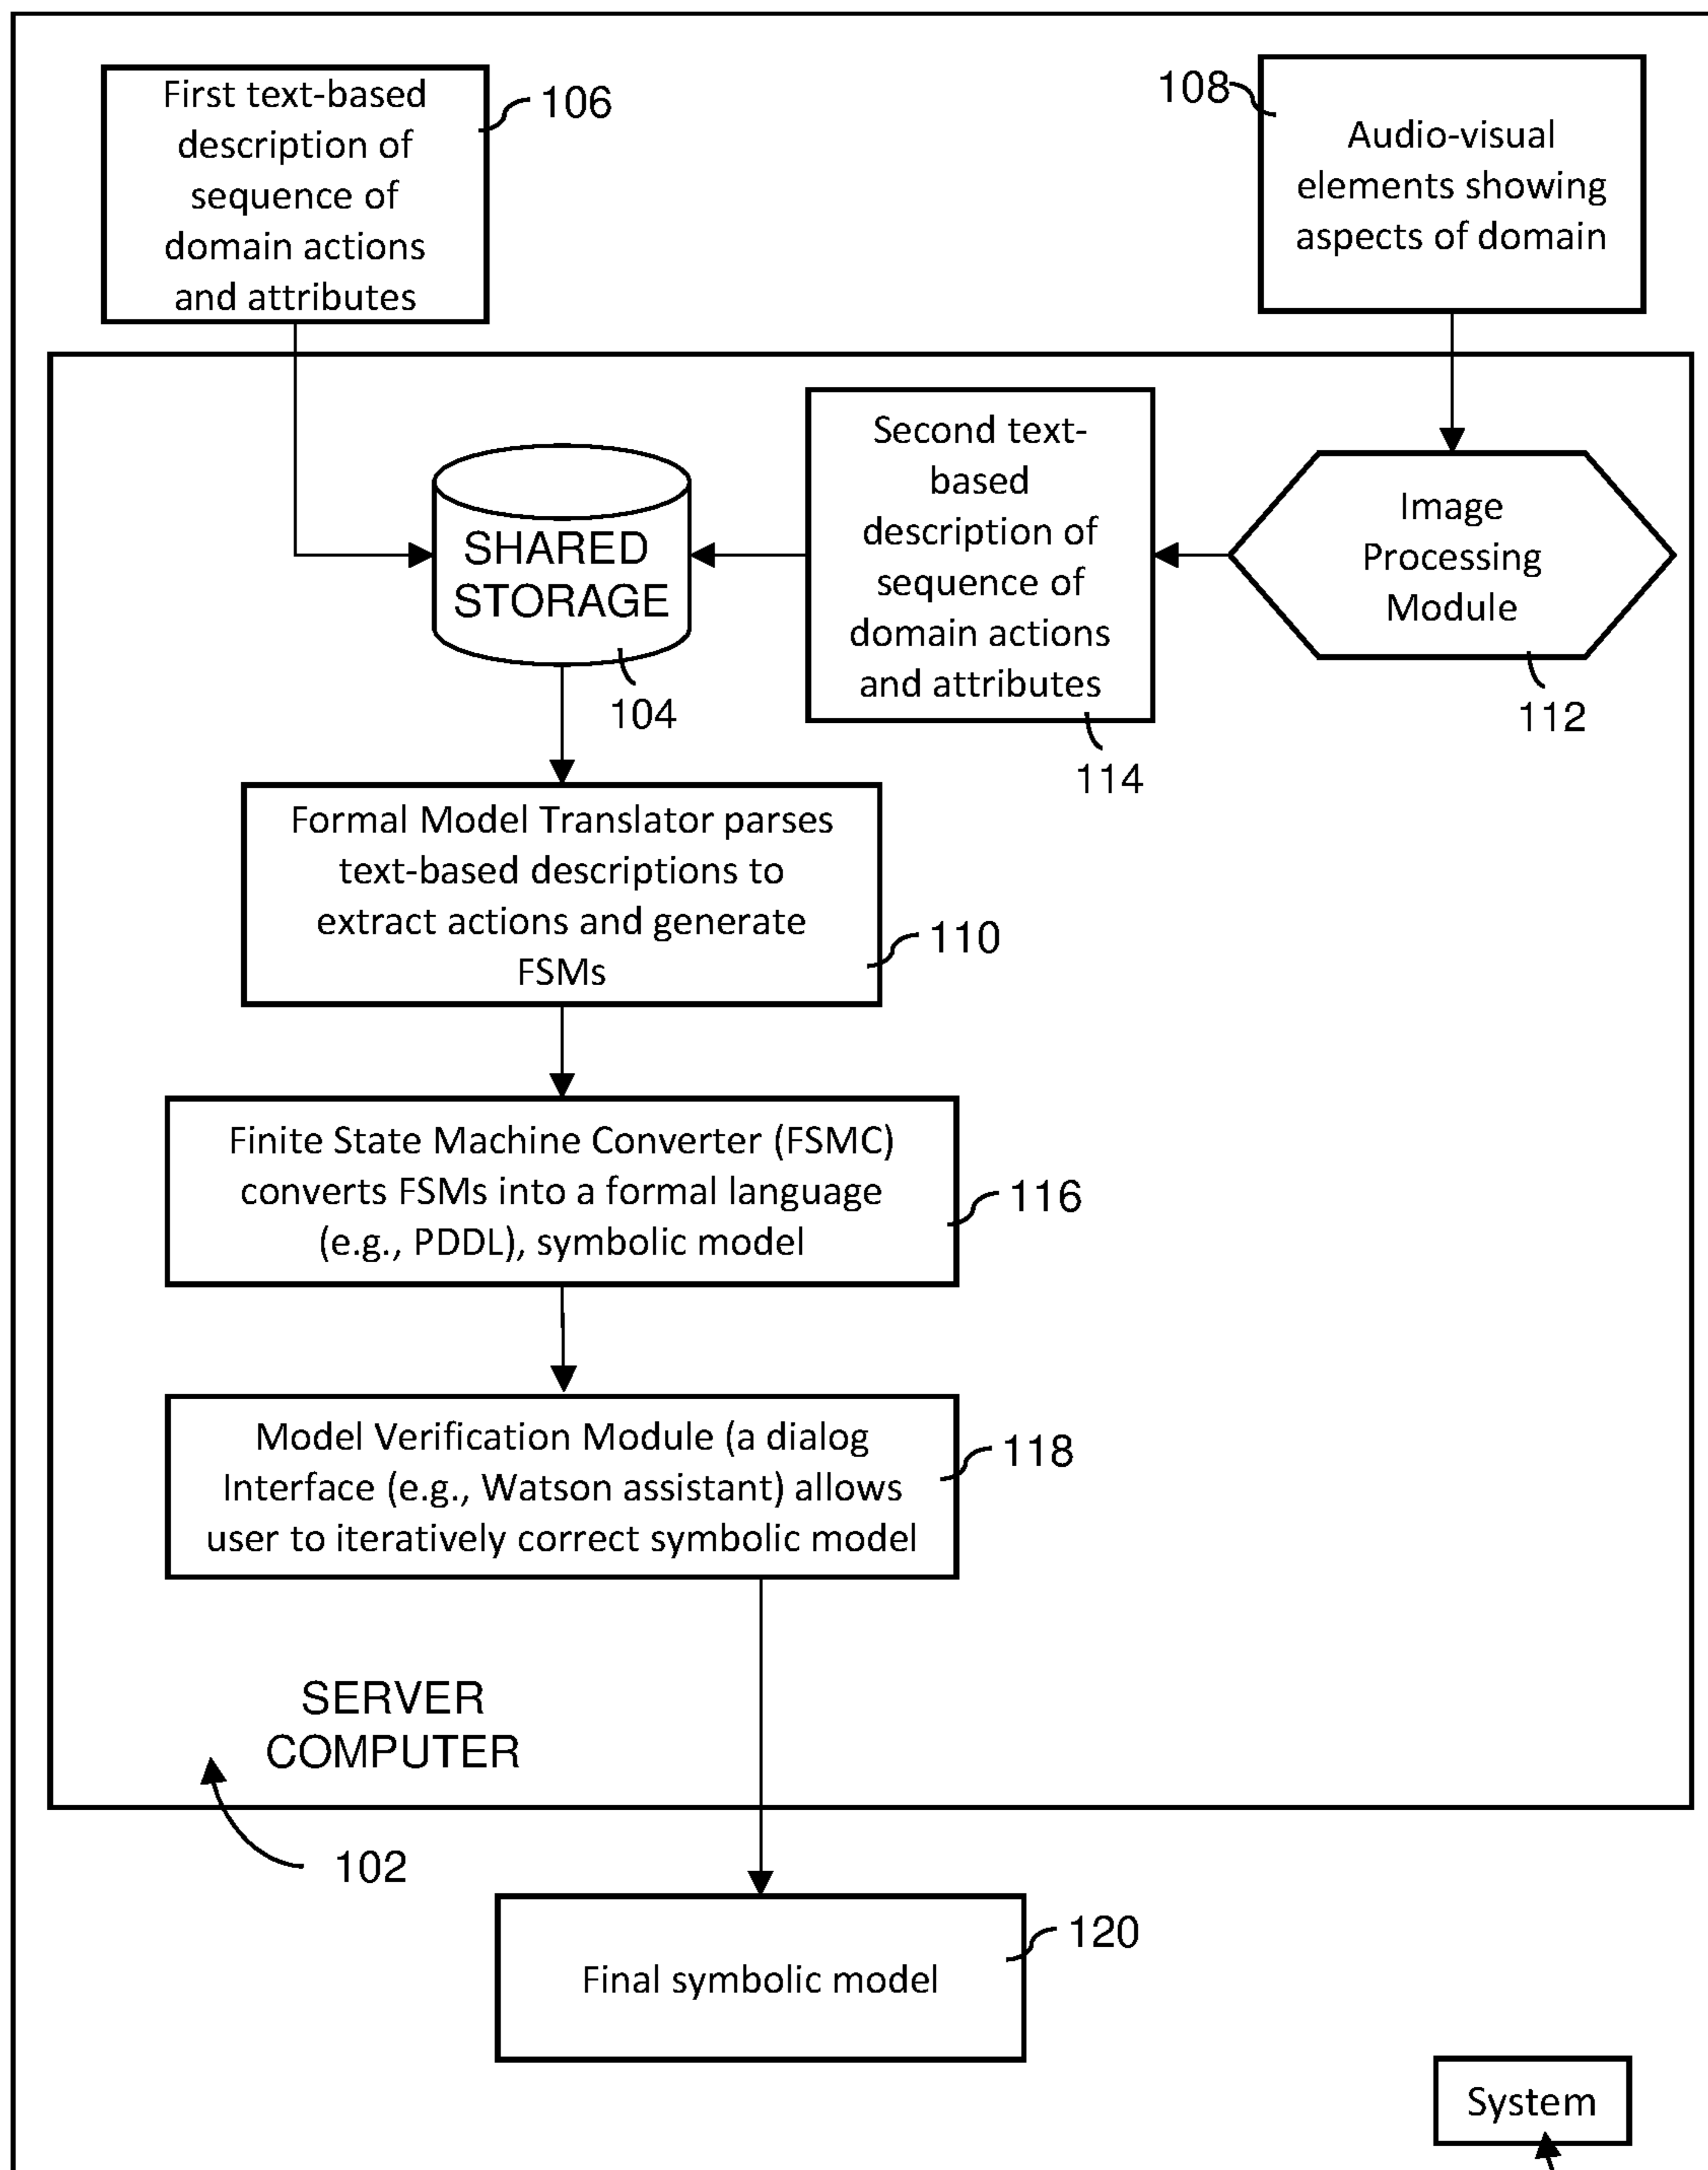 First text-based
description of
sequence of
domain actions
and attributes
106
108
Audio-visual
elements showing
aspects of domain
SHARED
STORAGE
104
Second text-
based
description of
sequence of
domain actions
and attributes
114
Image
Processing
Module
112
Formal Model Translator parses
text-based descriptions to
extract actions and generate
FSMs
110
Finite State Machine Converter (FSMC)
converts FSMs into a formal language
(e.g., PDDL), symbolic model
116
Model Verification Module (a dialog
Interface (e.g., Watson assistant) allows
user to iteratively correct symbolic model
118
SERVER
COMPUTER
102
Final symbolic model
120
System